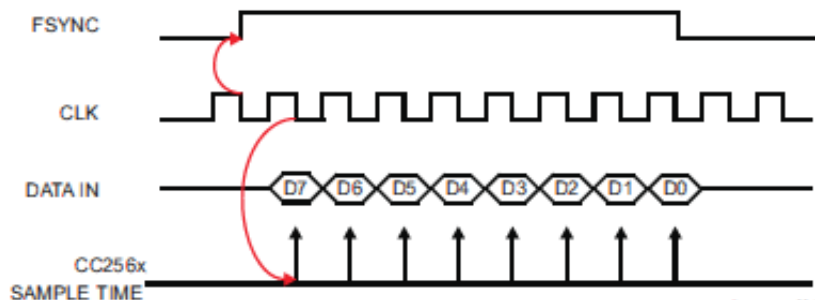 FSYNC
CLK
DATA IN
D7 D6 D5 D4 D3 D2 D1 D0
CC256x
SAMPLE TIME